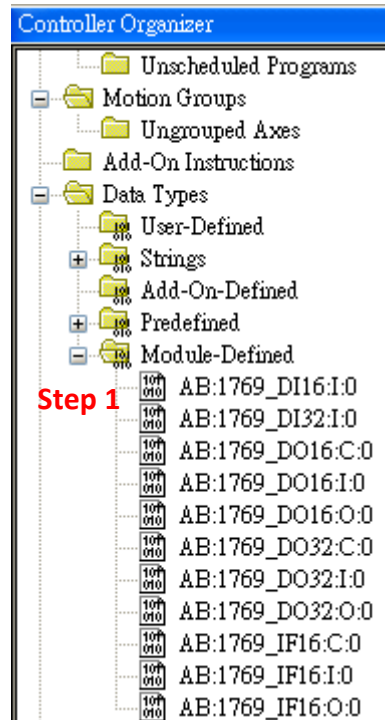 Controller Organizer
Unscheduled Programs
Motion Groups
Ungrouped Axes
Add-On Instructions
Data Types
User-Defined
Strings
Add-On-Defined
Predefined
Module-Defined
Step 1
AB:1769_DI16:I:0
AB:1769_DI32:I:0
AB:1769_DO16:C:0
AB:1769_DO16:I:0
AB:1769_DO16:O:0
AB:1769_DO32:C:0
AB:1769_DO32:I:0
AB:1769_DO32:O:0
AB:1769_IF16:C:0
AB:1769_IF16:I:0
AB:1769_IF16:O:0